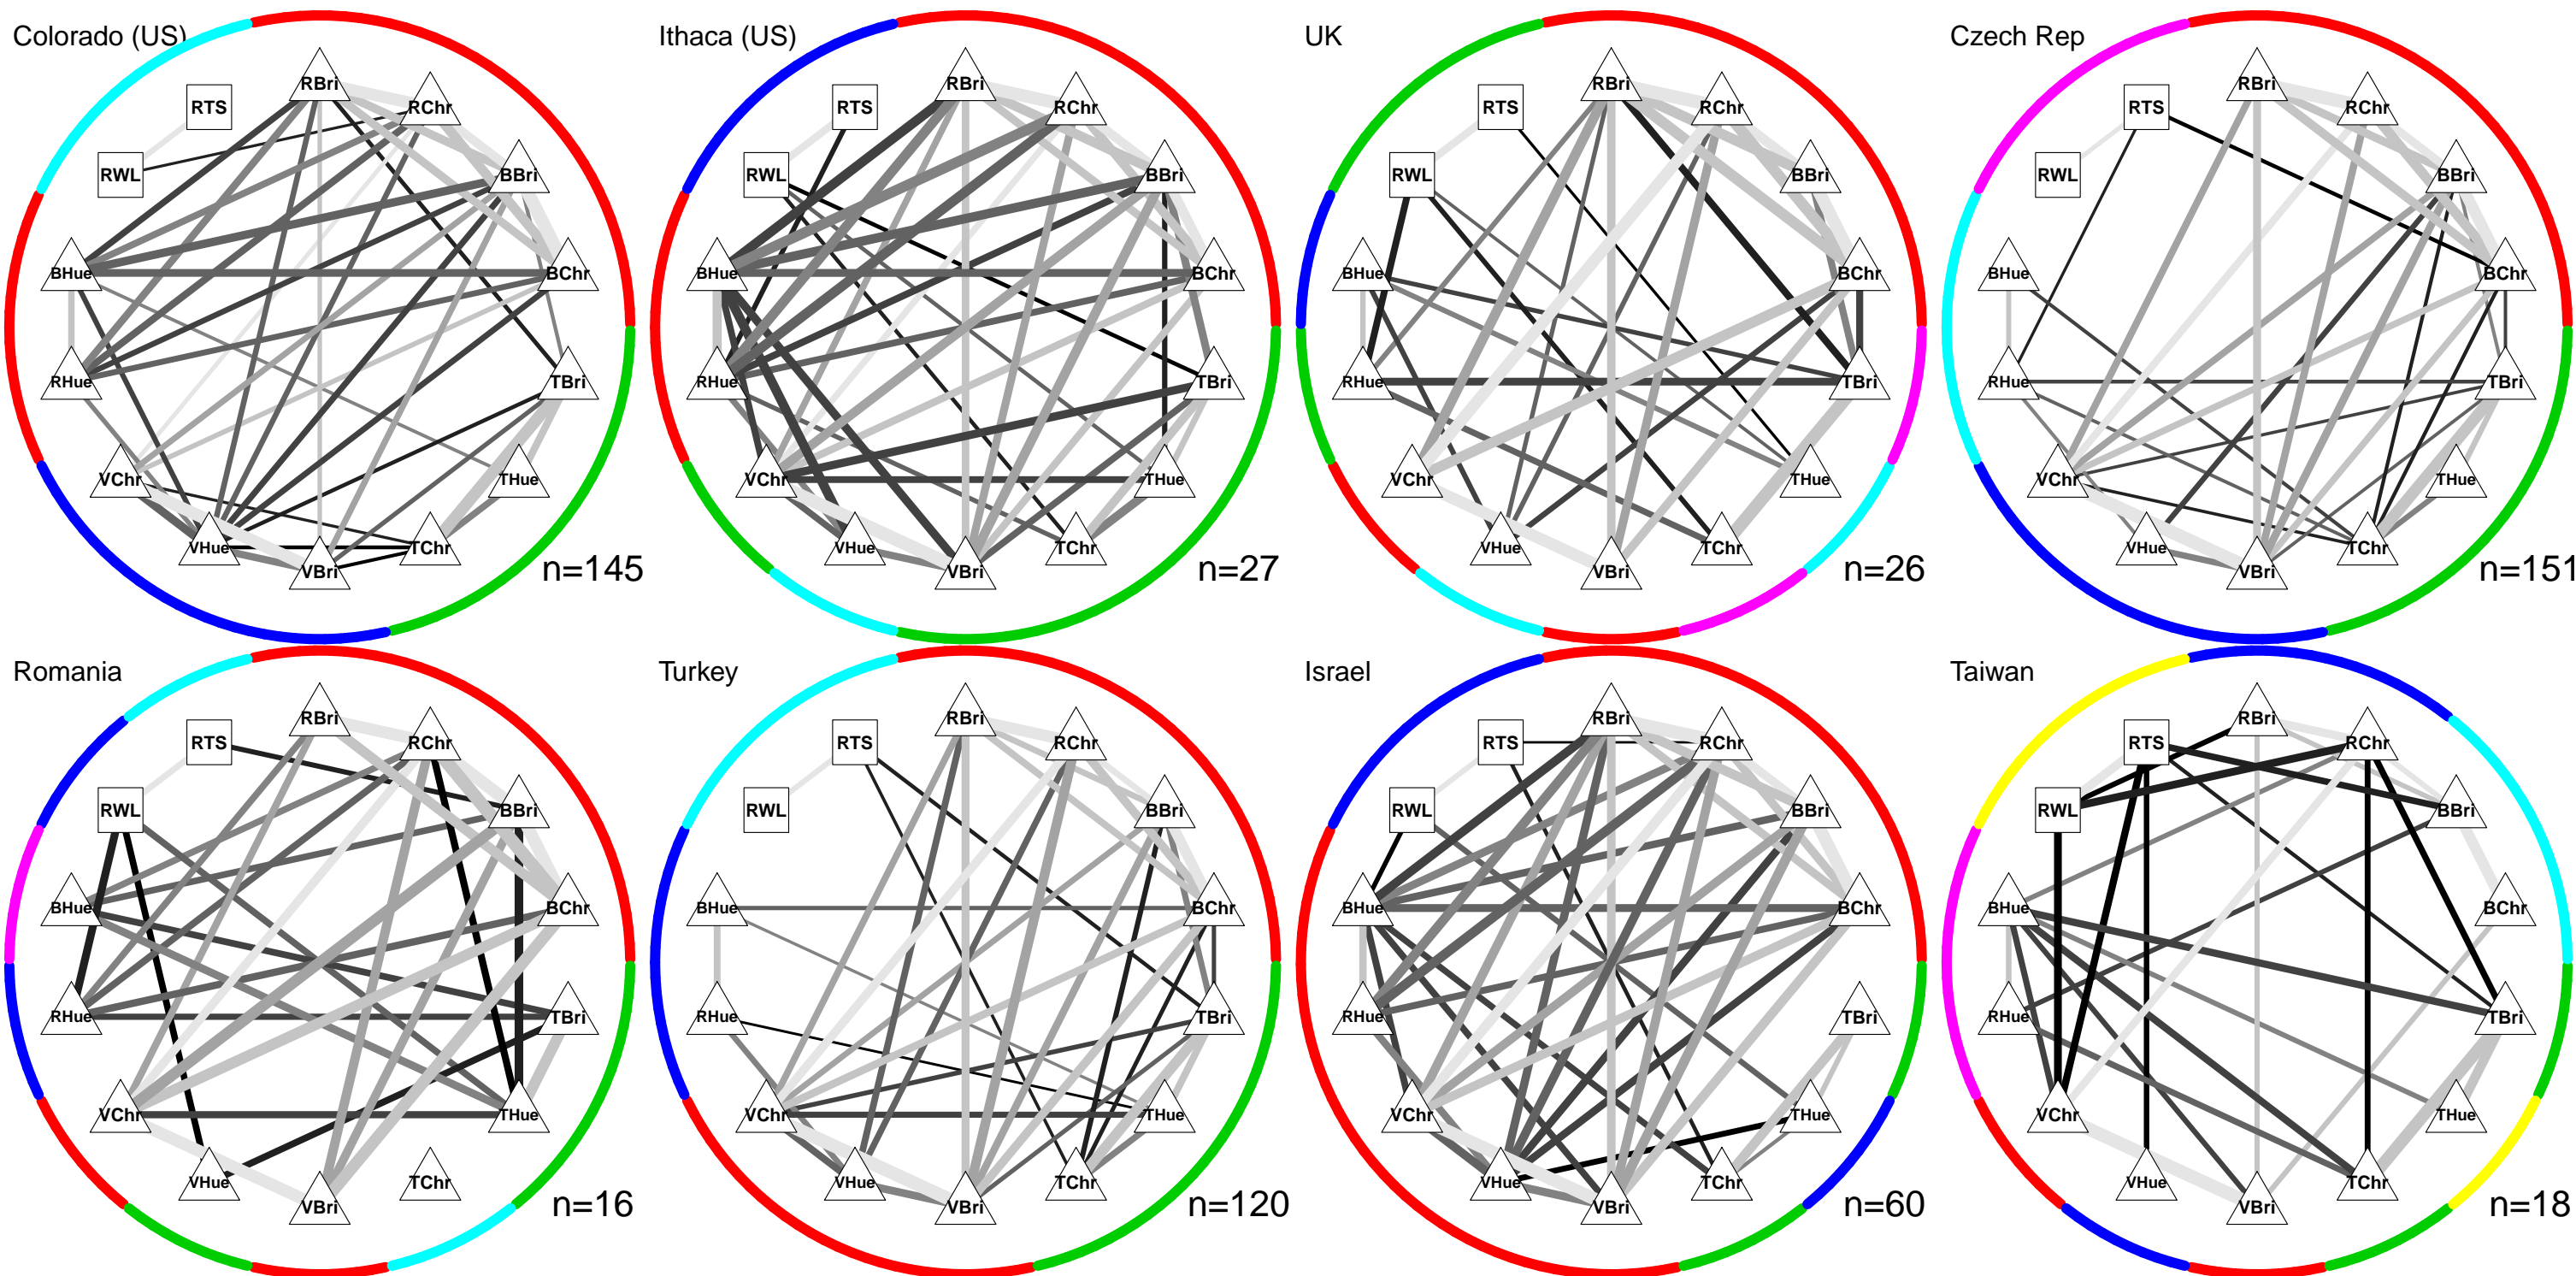 Colorado (US)
RBri
RTS
RChr
RWL
BBri
BHue
BChr
RHue
TBri
VChr
THue
VHue
TChr
VBri
n=145
Ithaca (US)
RBri
RTS
RChr
RWL
BBri
BHue
BChr
RHue
TBri
VChr
THue
VHue
TChr
VBri
n=27
UK
RBri
RTS
RChr
RWL
BBri
BHue
BChr
RHue
TBri
VChr
THue
VHue
TChr
VBri
n=26
Czech Rep
RBri
RTS
RChr
RWL
BBri
BHue
BChr
RHue
TBri
VChr
THue
VHue
TChr
VBri
n=151
Romania
RBri
RTS
RChr
RWL
BBri
BHue
BChr
RHue
TBri
VChr
THue
VHue
TChr
VBri
n=16
Turkey
RBri
RTS
RChr
RWL
BBri
BHue
BChr
RHue
TBri
VChr
THue
VHue
TChr
VBri
n=120
Israel
RBri
RTS
RChr
RWL
BBri
BHue
BChr
RHue
TBri
VChr
THue
VHue
TChr
VBri
n=60
Taiwan
RBri
RTS
RChr
RWL
BBri
BHue
BChr
RHue
TBri
VChr
THue
VHue
TChr
VBri
n=18